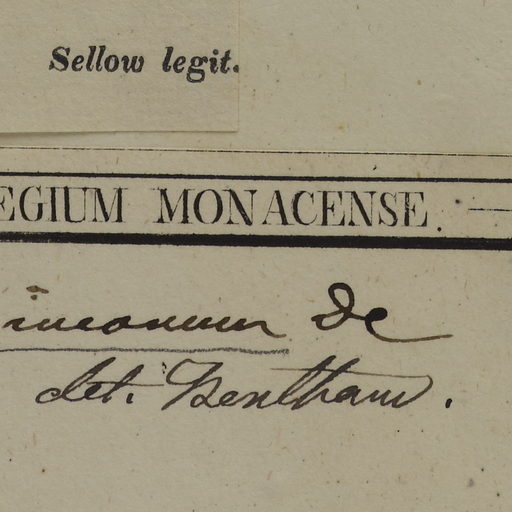 Sellow legit.
EGIUM MONACENSE.
De
det. Bentham.